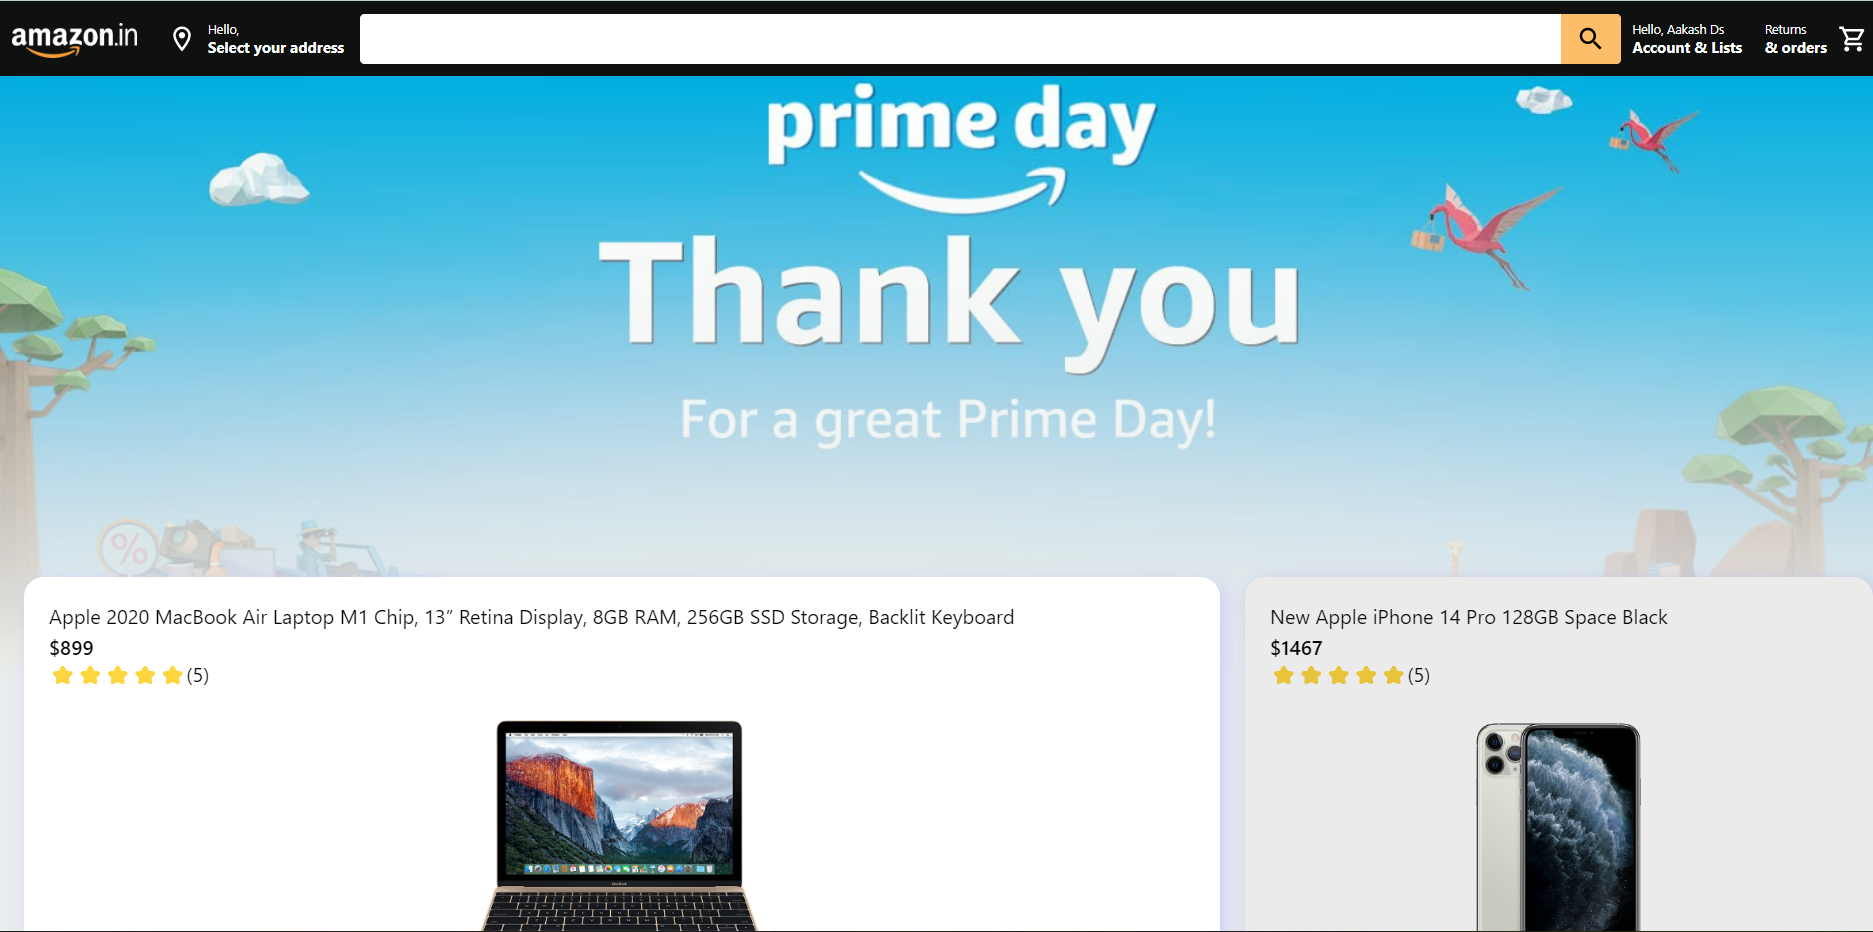 amazon.in
Hello,
Select your address
Hello, Aakash Ds
Account & Lists
Returns
& orders
prime day
Thank you
For a great Prime Day!
%
Apple 2020 MacBook Air Laptop M1 Chip, 13” Retina Display, 8GB RAM, 256GB SSD Storage, Backlit Keyboard
$899
(5)
New Apple iPhone 14 Pro 128GB Space Black
$1467
(5)